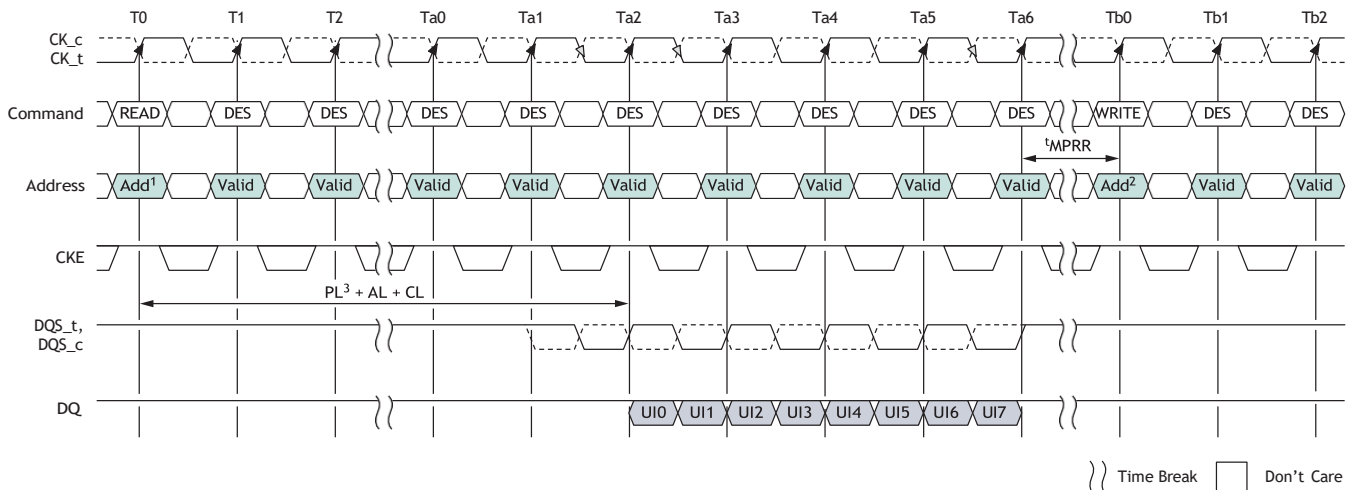 T0 T1 T2 Ta0 Ta1 Ta2 Ta3 Ta4 Ta5 Ta6 Tb0 Tb1 Tb2
CK_c
CK_t
Command READ DES DES DES DES DES DES DES DES DES WRITE DES DES
tMPRR
Address Add1 Valid Valid Valid Valid Valid Valid Valid Valid Valid Add2 Valid Valid
CKE
PL3 + AL + CL
DQS_t,
DQS_c
DQ UI0 UI1 UI2 UI3 UI4 UI5 UI6 UI7
Time Break Don't Care